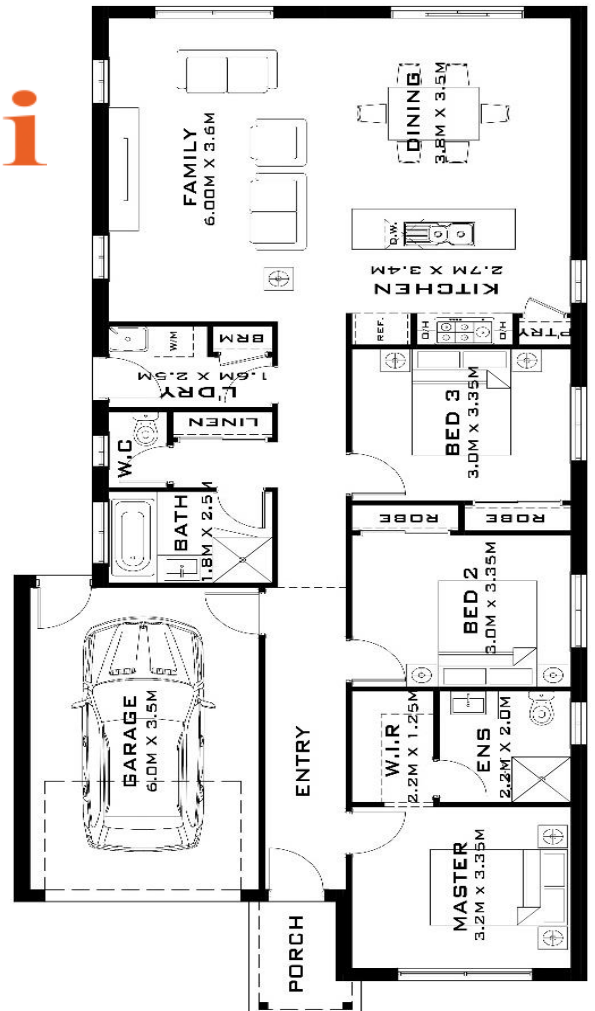 i
FAMILY
6.00M X 3.6M
DINING
3.8M X 3.5M
D.W.
KITCHEN
2.7M X 3.4M
REF.
O/H
O/H
P'TRY
W/M
BRM
L'DRY
1.6M X 2.5M
LINEN
W.C
BATH
1.8M X 2.5M
BED 3
3.0M X 3.35M
ROBE
ROBE
BED 2
3.0M X 3.35M
GARAGE
6.0M X 3.5M
ENTRY
W.I.R
2.2M X 1.25M
ENS
2.2M X 2.0M
MASTER
3.2M X 3.35M
PORCH